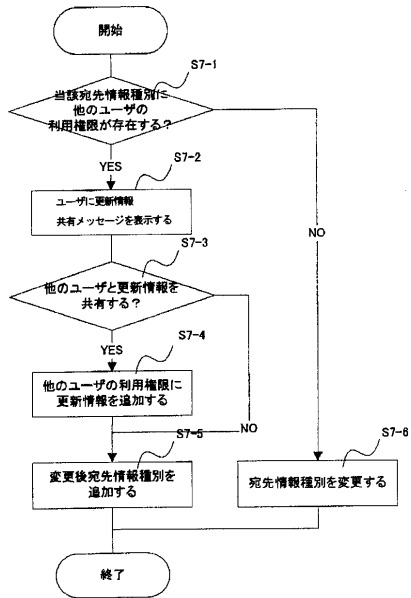 開始
S7-1
当該宛先情報種別に
他のユーザの
利用権限が存在する？
YES
S7-2
ユーザに更新情報
共有メッセージを表示する
NO
S7-3
他のユーザと更新情報を
共有する？
YES
S7-4
他のユーザの利用権限に
更新情報を追加する
NO
S7-5
変更後宛先情報種別を
追加する
S7-6
宛先情報種別を変更する
終了